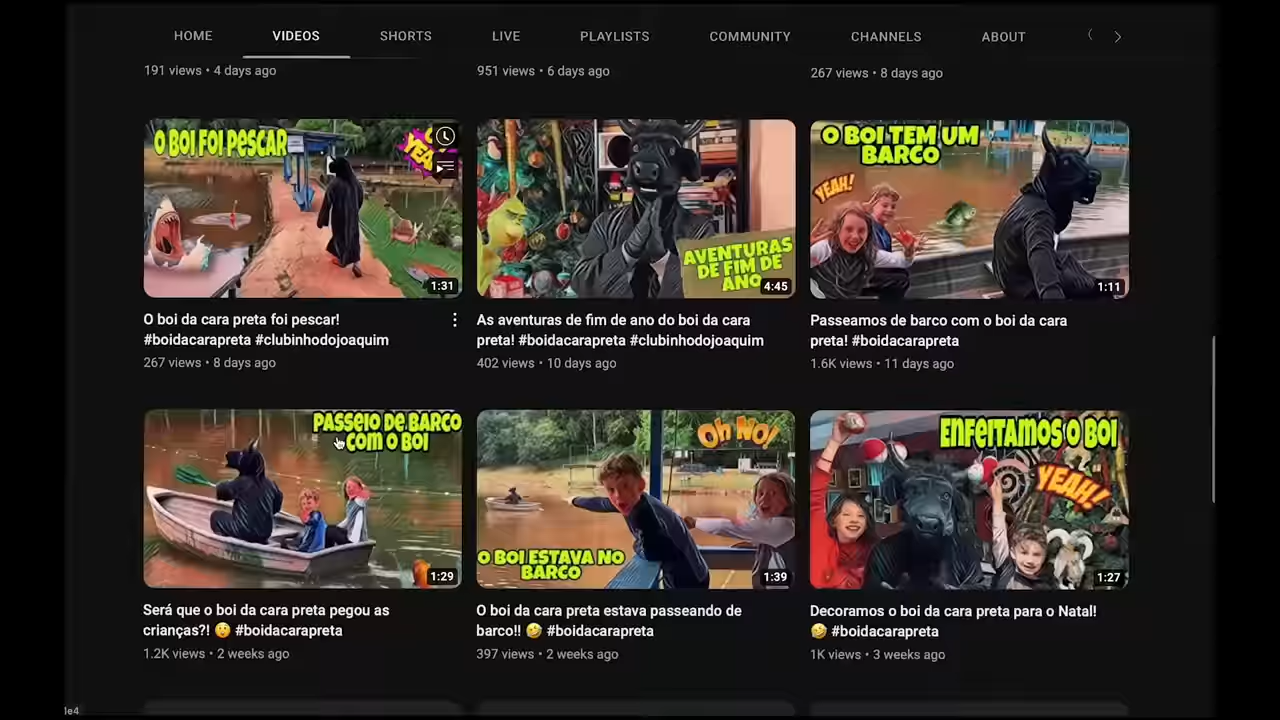 HOME VIDEOS SHORTS LIVE PLAYLISTS COMMUNITY CHANNELS ABOUT
191 views • 4 days ago
951 views • 6 days ago
267 views • 8 days ago
O BOI FOI PESCAR
YEA
1:31
AVENTURAS
DE FIM DE
ANO
4:45
O BOI TEM UM
BARCO
YEAH!
1:11
O boi da cara preta foi pescar!
#boidacarapreta #clubinhodojoaquim
267 views • 8 days ago
As aventuras de fim de ano do boi da cara
preta! #boidacarapreta #clubinhodojoaquim
402 views • 10 days ago
Passeamos de barco com o boi da cara
preta! #boidacarapreta
1.6K views • 11 days ago
PASSEIO DE BARCO
COM O BOI
1:29
OH NO!
O BOI ESTAVA NO
BARCO
1:39
ENFEITAMOS O BOI
YEAH!
1:27
Será que o boi da cara preta pegou as
crianças?! 😲 #boidacarapreta
1.2K views • 2 weeks ago
O boi da cara preta estava passeando de
barco!! 🤣 #boidacarapreta
397 views • 2 weeks ago
Decoramos o boi da cara preta para o Natal!
🤣 #boidacarapreta
1K views • 3 weeks ago
1e4